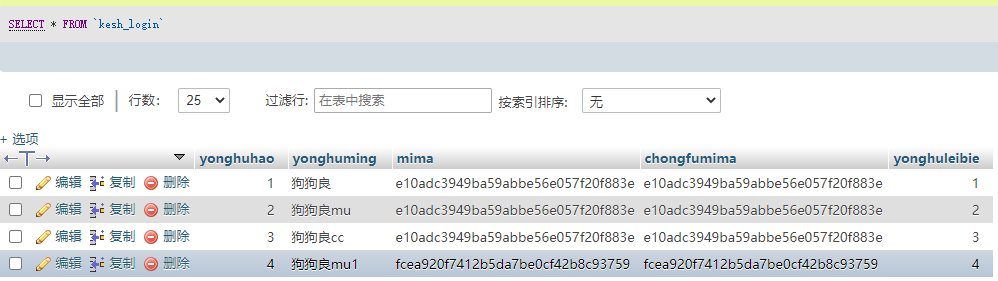 SELECT * FROM `kesh_login`
显示全部 行数: 25 过滤行: 在表中搜索 按索引排序: 无
+ 选项
←T→ yonghuhao yonghuming mima chongfumima yonghuleibie
编辑 复制 删除 1 狗狗良 e10adc3949ba59abbe56e057f20f883e e10adc3949ba59abbe56e057f20f883e 1
编辑 复制 删除 2 狗狗良mu e10adc3949ba59abbe56e057f20f883e e10adc3949ba59abbe56e057f20f883e 2
编辑 复制 删除 3 狗狗良cc e10adc3949ba59abbe56e057f20f883e e10adc3949ba59abbe56e057f20f883e 3
编辑 复制 删除 4 狗狗良mu1 fcea920f7412b5da7be0cf42b8c93759 fcea920f7412b5da7be0cf42b8c93759 4